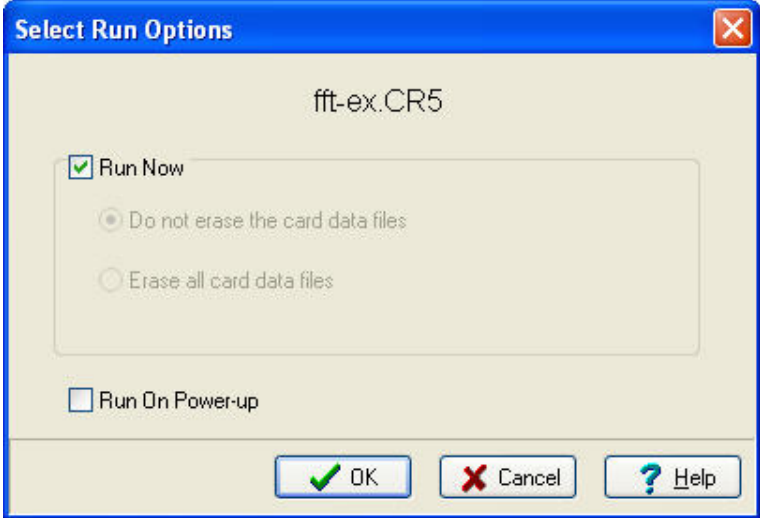 Select Run Options
fft-ex.CR5
Run Now
Do not erase the card data files
Erase all card data files
Run On Power-up
OK
Cancel
Help